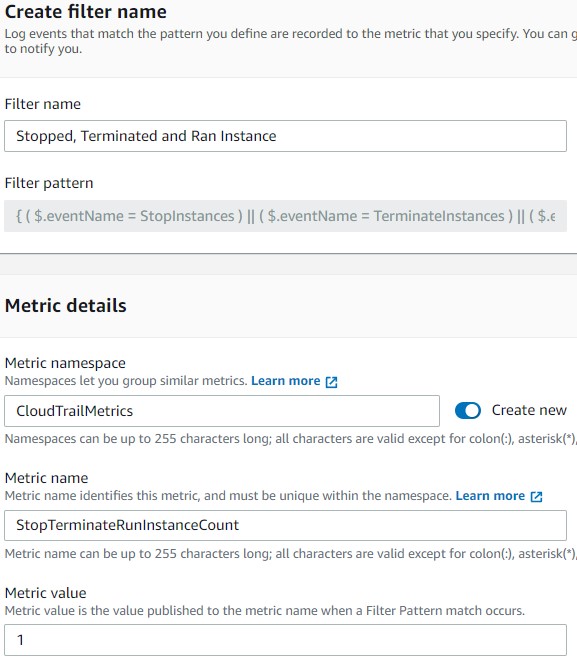 Create filter name
Log events that match the pattern you define are recorded to the metric that you specify. You can
to notify you.
Filter name
Stopped, Terminated and Ran Instance
Filter pattern
{ ( $.eventName = StopInstances ) || ( $.eventName = TerminateInstances ) || ( $.e
Metric details
Metric namespace
Namespaces let you group similar metrics. Learn more
CloudTrailMetrics
Create new
Namespaces can be up to 255 characters long; all characters are valid except for colon(:), asterisk(*),
Metric name
Metric name identifies this metric, and must be unique within the namespace. Learn more
StopTerminateRunInstanceCount
Metric name can be up to 255 characters long; all characters are valid except for colon(:), asterisk(*),
Metric value
Metric value is the value published to the metric name when a Filter Pattern match occurs.
1